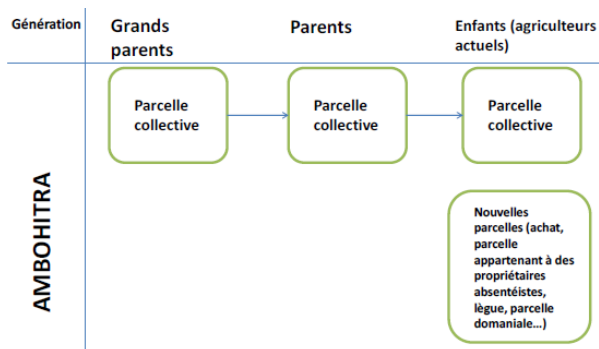 Génération
Grands
parents
Parents
Enfants (agriculteurs
actuels)
AMBOHITRA
Parcelle
collective
Parcelle
collective
Parcelle
collective
Nouvelles
parcelles (achat,
parcelle
appartenant à des
propriétaires
absentéistes,
lègue, parcelle
domaniale...)